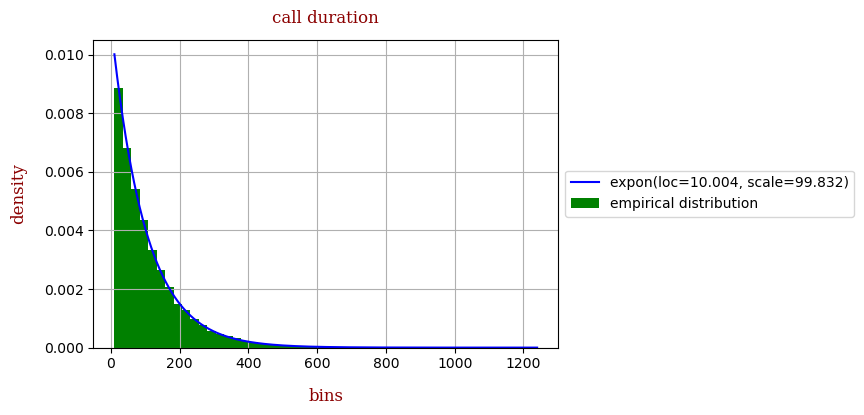 call duration
density
0.010
0.008
0.006
0.004
0.002
0.000
0 200 400 600 800 1000 1200
bins
expon(loc=10.004, scale=99.832)
empirical distribution